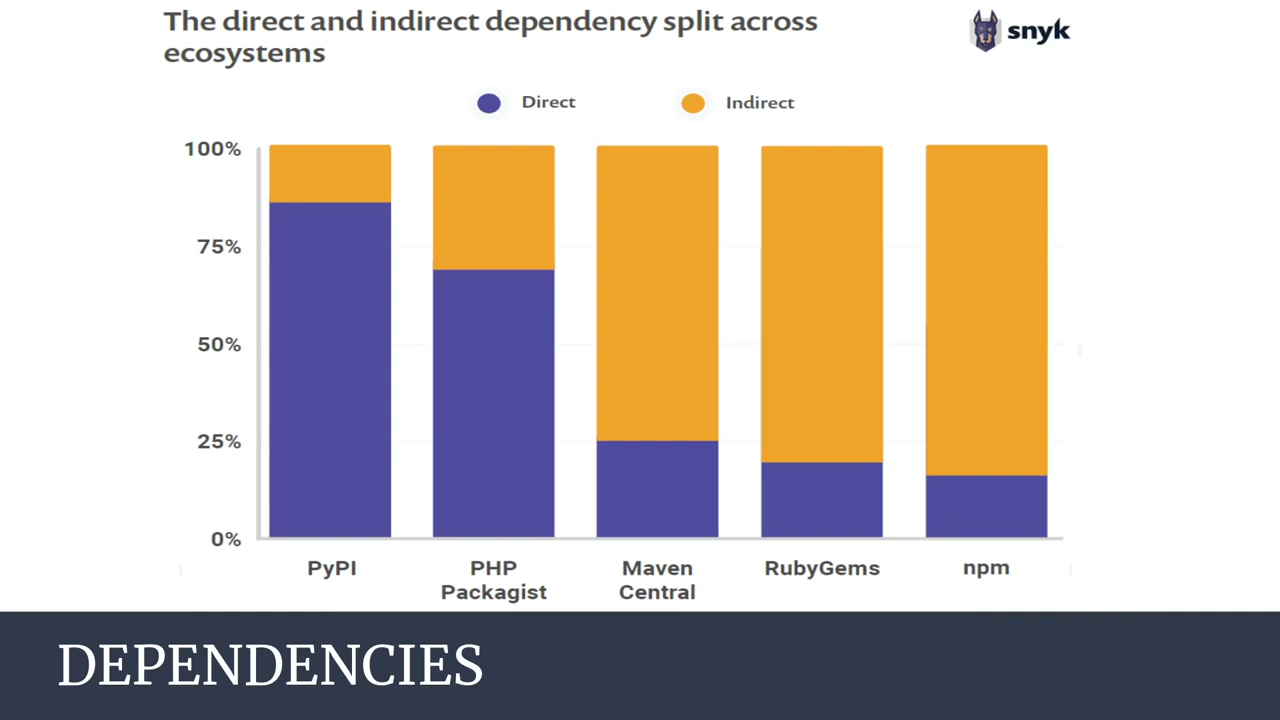 The direct and indirect dependency split across
ecosystems
snyk
Direct
Indirect
100%
75%
50%
25%
0%
PyPI
PHP
Packagist
Maven
Central
RubyGems
npm
DEPENDENCIES